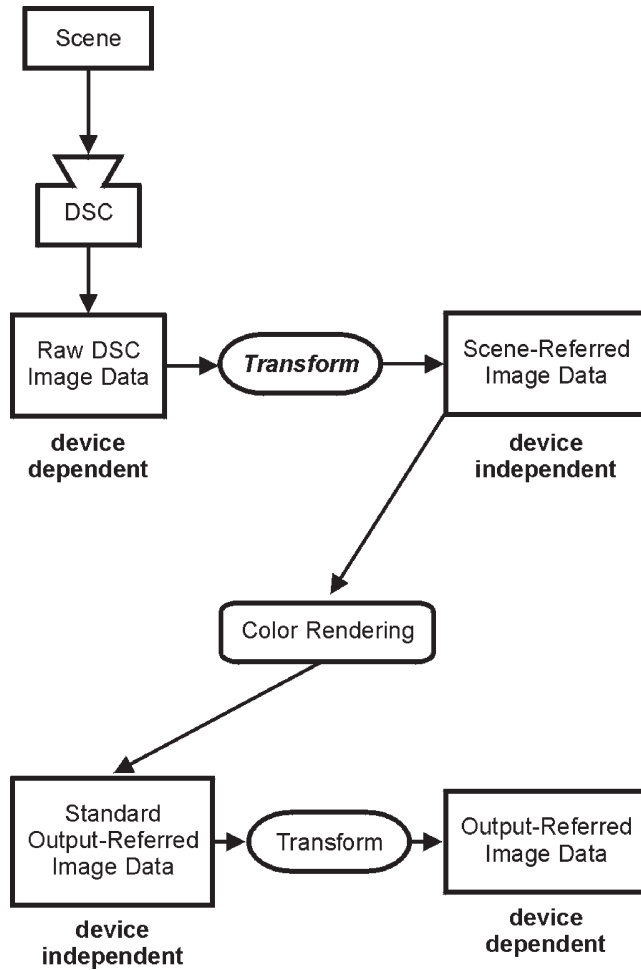 Scene
DSC
Raw DSC
Image Data
Transform
Scene-Referred
Image Data
device
dependent
device
independent
Color Rendering
Standard
Output-Referred
Image Data
Transform
Output-Referred
Image Data
device
independent
device
dependent